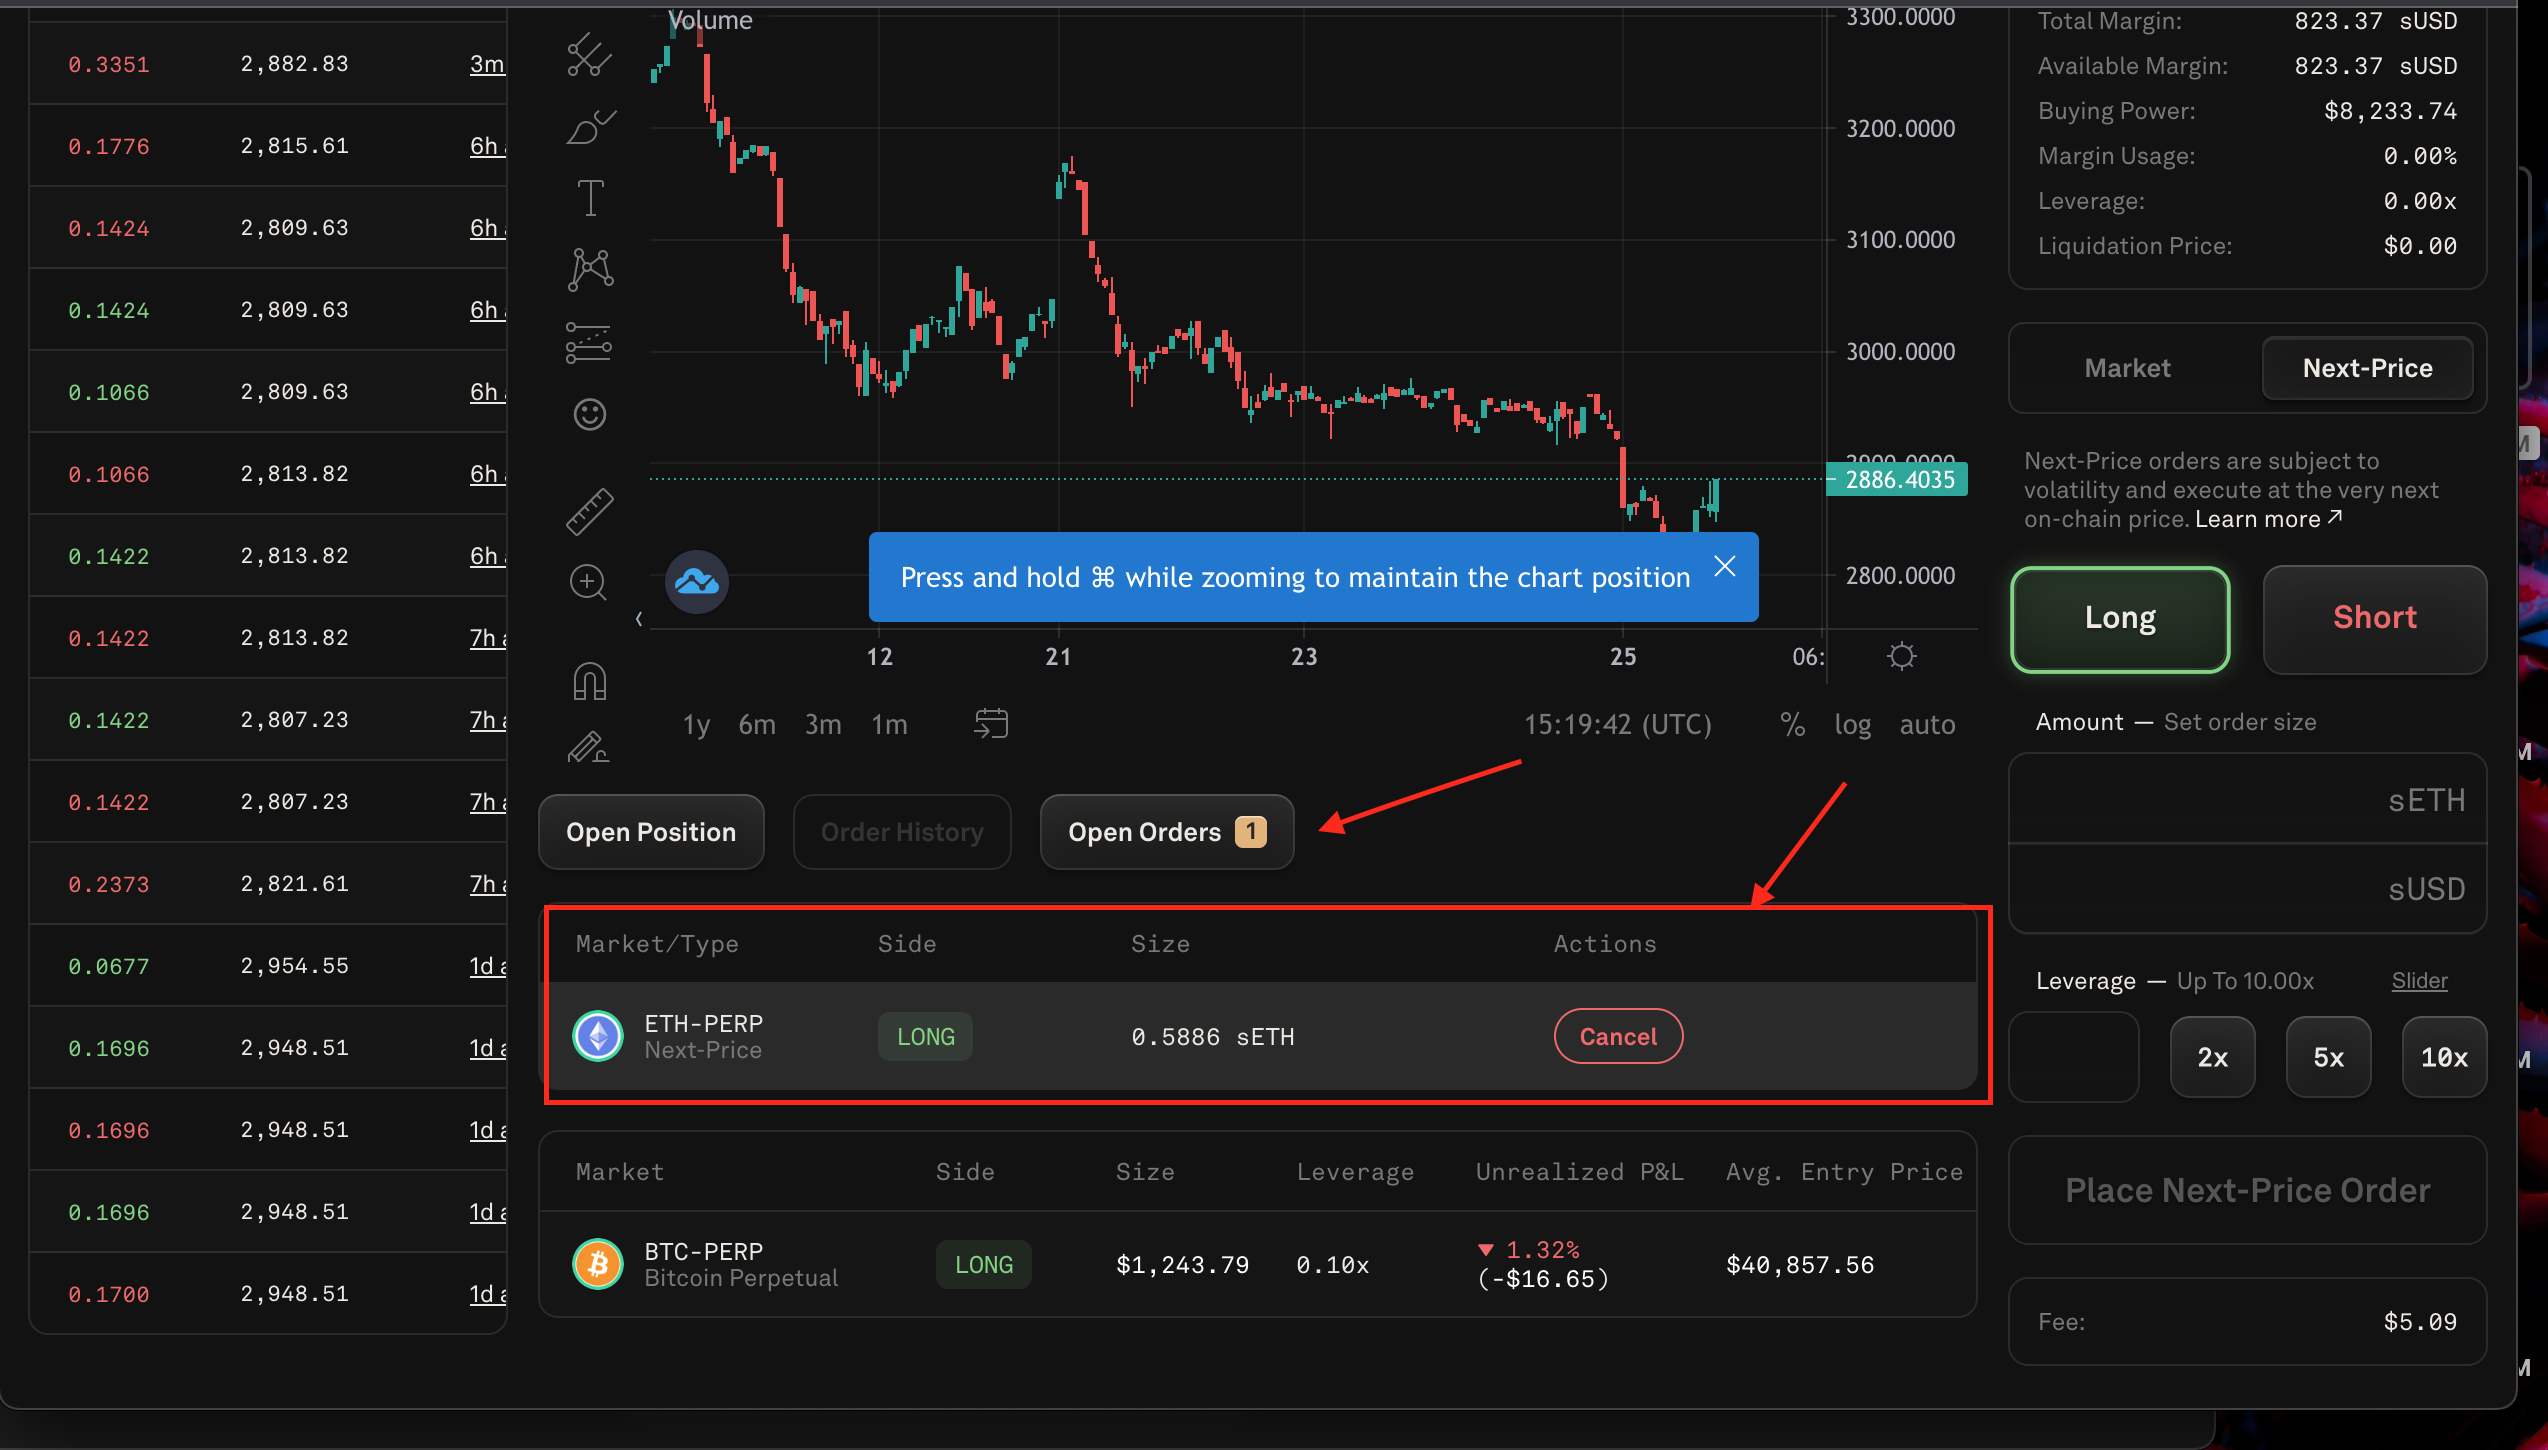 0.3351 2,882.83 3m
0.1776 2,815.61 6h
0.1424 2,809.63 6h
0.1424 2,809.63 6h
0.1066 2,809.63 6h
0.1066 2,813.82 6h
0.1422 2,813.82 6h
0.1422 2,813.82 7h
0.1422 2,807.23 7h
0.1422 2,807.23 7h
0.2373 2,821.61 7h
0.0677 2,954.55 1d
0.1696 2,948.51 1d
0.1696 2,948.51 1d
0.1696 2,948.51 1d
0.1700 2,948.51 1d
Volume
3300.0000
3200.0000
3100.0000
3000.0000
2900.0000
2886.4035
2800.0000
Press and hold ⌘ while zooming to maintain the chart position
12 21 23 25 06:
1y 6m 3m 1m 15:19:42 (UTC) % log auto
Open Position Order History Open Orders 1
Market/Type Side Size Actions
ETH-PERP
Next-Price
LONG 0.5886 sETH Cancel
Market Side Size Leverage Unrealized P&L Avg. Entry Price
BTC-PERP
Bitcoin Perpetual
LONG $1,243.79 0.10x
1.32%
(-$16.65)
$40,857.56
Total Margin: 823.37 sUSD
Available Margin: 823.37 sUSD
Buying Power: $8,233.74
Margin Usage: 0.00%
Leverage: 0.00x
Liquidation Price: $0.00
Market Next-Price
Next-Price orders are subject to
volatility and execute at the very next
on-chain price. Learn more ↗
Long Short
Amount — Set order size
sETH
sUSD
Leverage — Up To 10.00x Slider
2x 5x 10x
Place Next-Price Order
Fee: $5.09